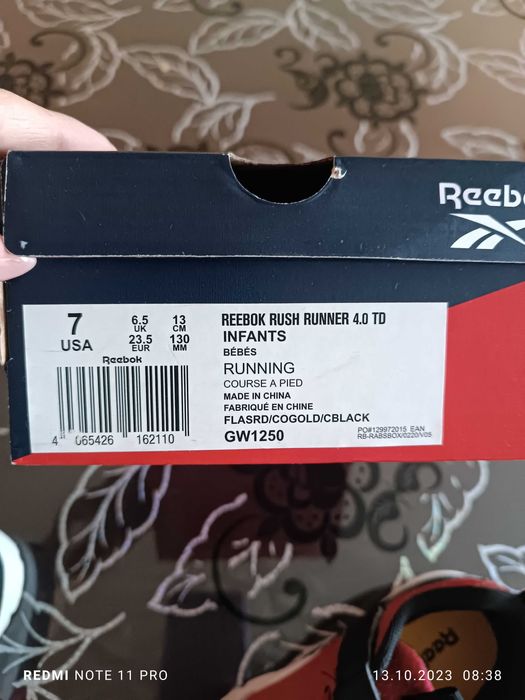 Reebo
7
USA
6.5
UK
23.5
EUR
13
CM
130
MM
Reebok
4 065426 162110
REEBOK RUSH RUNNER 4.0 TD
INFANTS
BÉBÉS
RUNNING
COURSE A PIED
MADE IN CHINA
FABRIQUÉ EN CHINE
FLASRD/COGOLD/CBLACK
GW1250
PO#129972015 EAN
RB-RABSBOX/0220/V05
Reebok
REDMI NOTE 11 PRO
13.10.2023 08:38